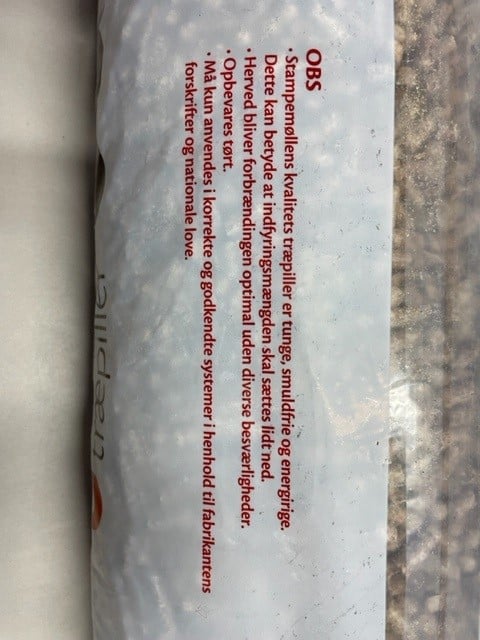 OBS
• Stampemøllens kvalitets træpiller er tunge, smuldfrie og energirige.
Dette kan betyde at indfyringsmængden skal sættes lidt ned.
• Herved bliver forbrændingen optimal uden diverse besværligheder.
• Opbevares tørt.
• Må kun anvendes i korrekte og godkendte systemer i henhold til fabrikantens
forskrifter og nationale love.
træpiller